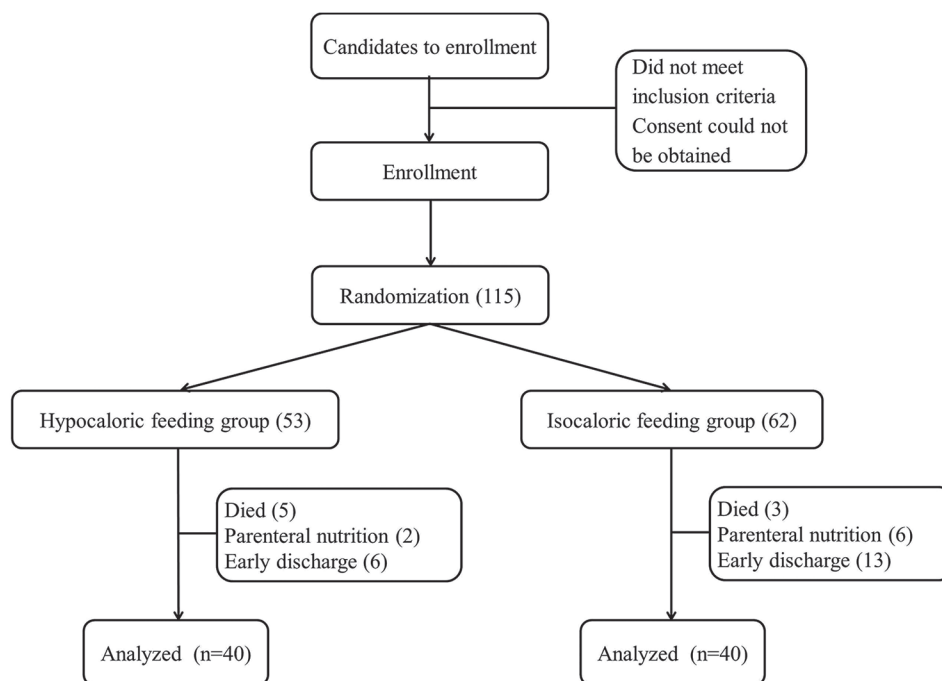 Candidates to enrollment
Did not meet
inclusion criteria
Consent could not
be obtained
Enrollment
Randomization (115)
Hypocaloric feeding group (53)
Isocaloric feeding group (62)
Died (5)
Parenteral nutrition (2)
Early discharge (6)
Died (3)
Parenteral nutrition (6)
Early discharge (13)
Analyzed (n=40)
Analyzed (n=40)